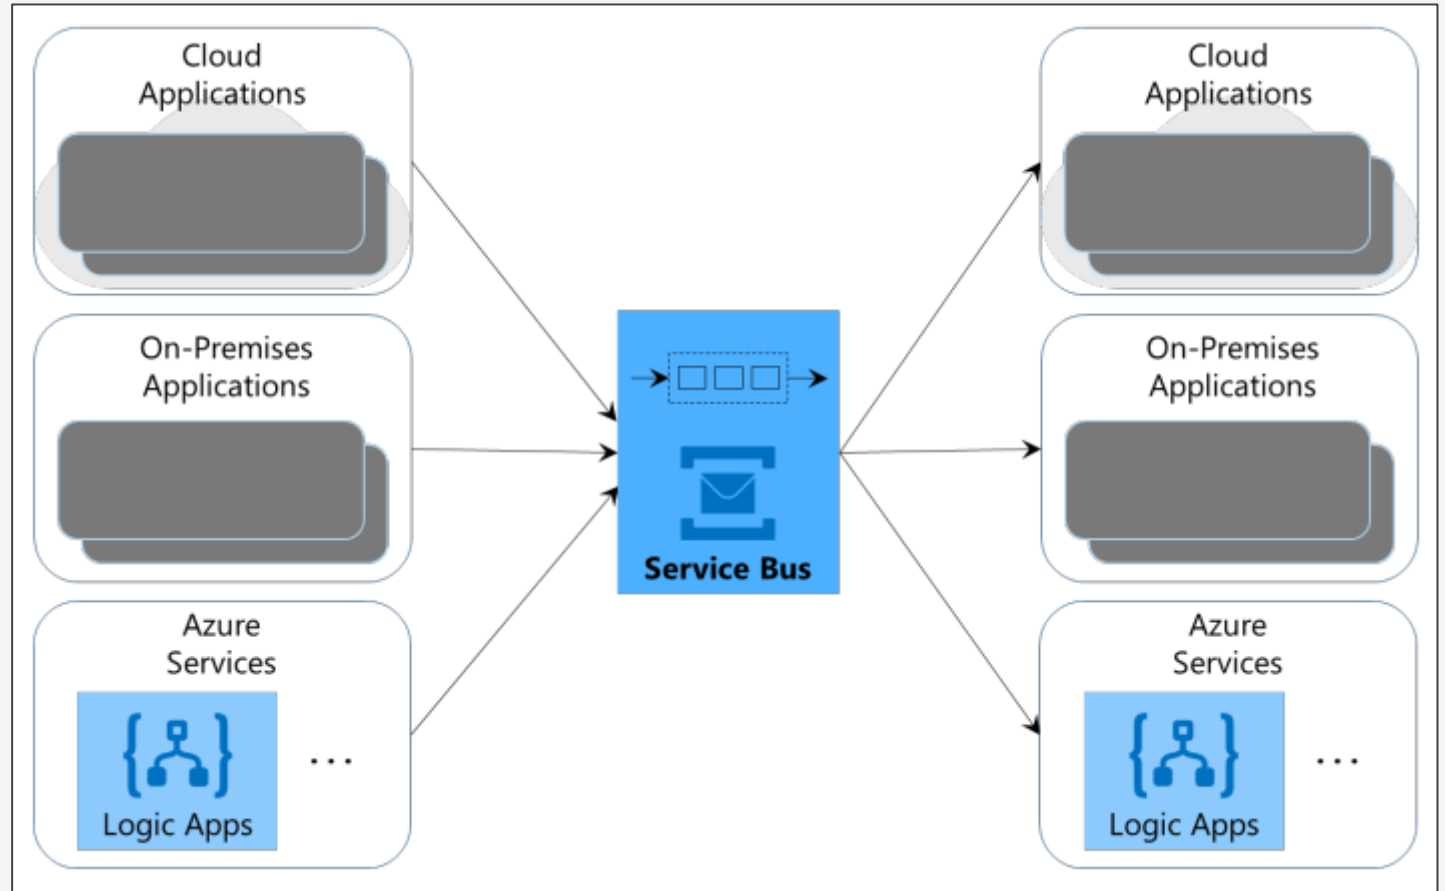 Cloud
Applications
On-Premises
Applications
Azure
Services
Logic Apps
...
Service Bus
Cloud
Applications
On-Premises
Applications
Azure
Services
Logic Apps
...